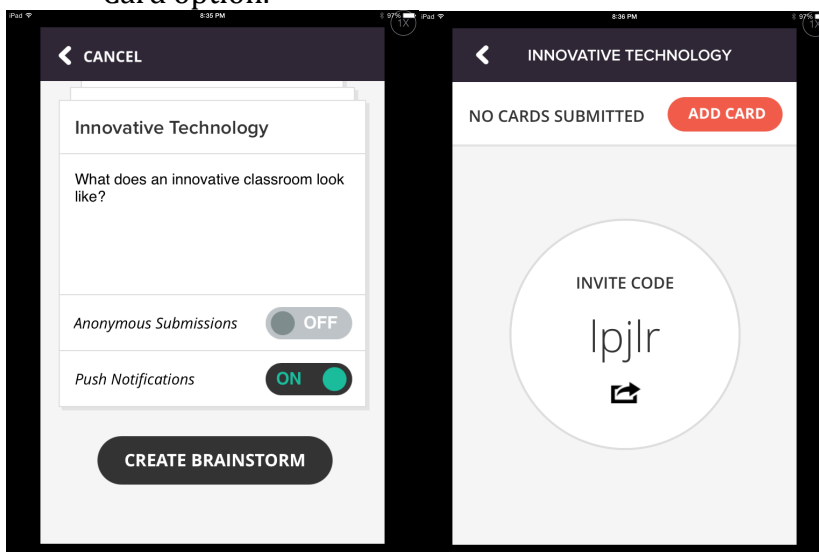 Card option.
iPad 8:35 PM 97%
1X
CANCEL
Innovative Technology
What does an innovative classroom look
like?
Anonymous Submissions OFF
Push Notifications ON
CREATE BRAINSTORM
iPad 8:36 PM 97%
1X
INNOVATIVE TECHNOLOGY
NO CARDS SUBMITTED ADD CARD
INVITE CODE
lpjlr